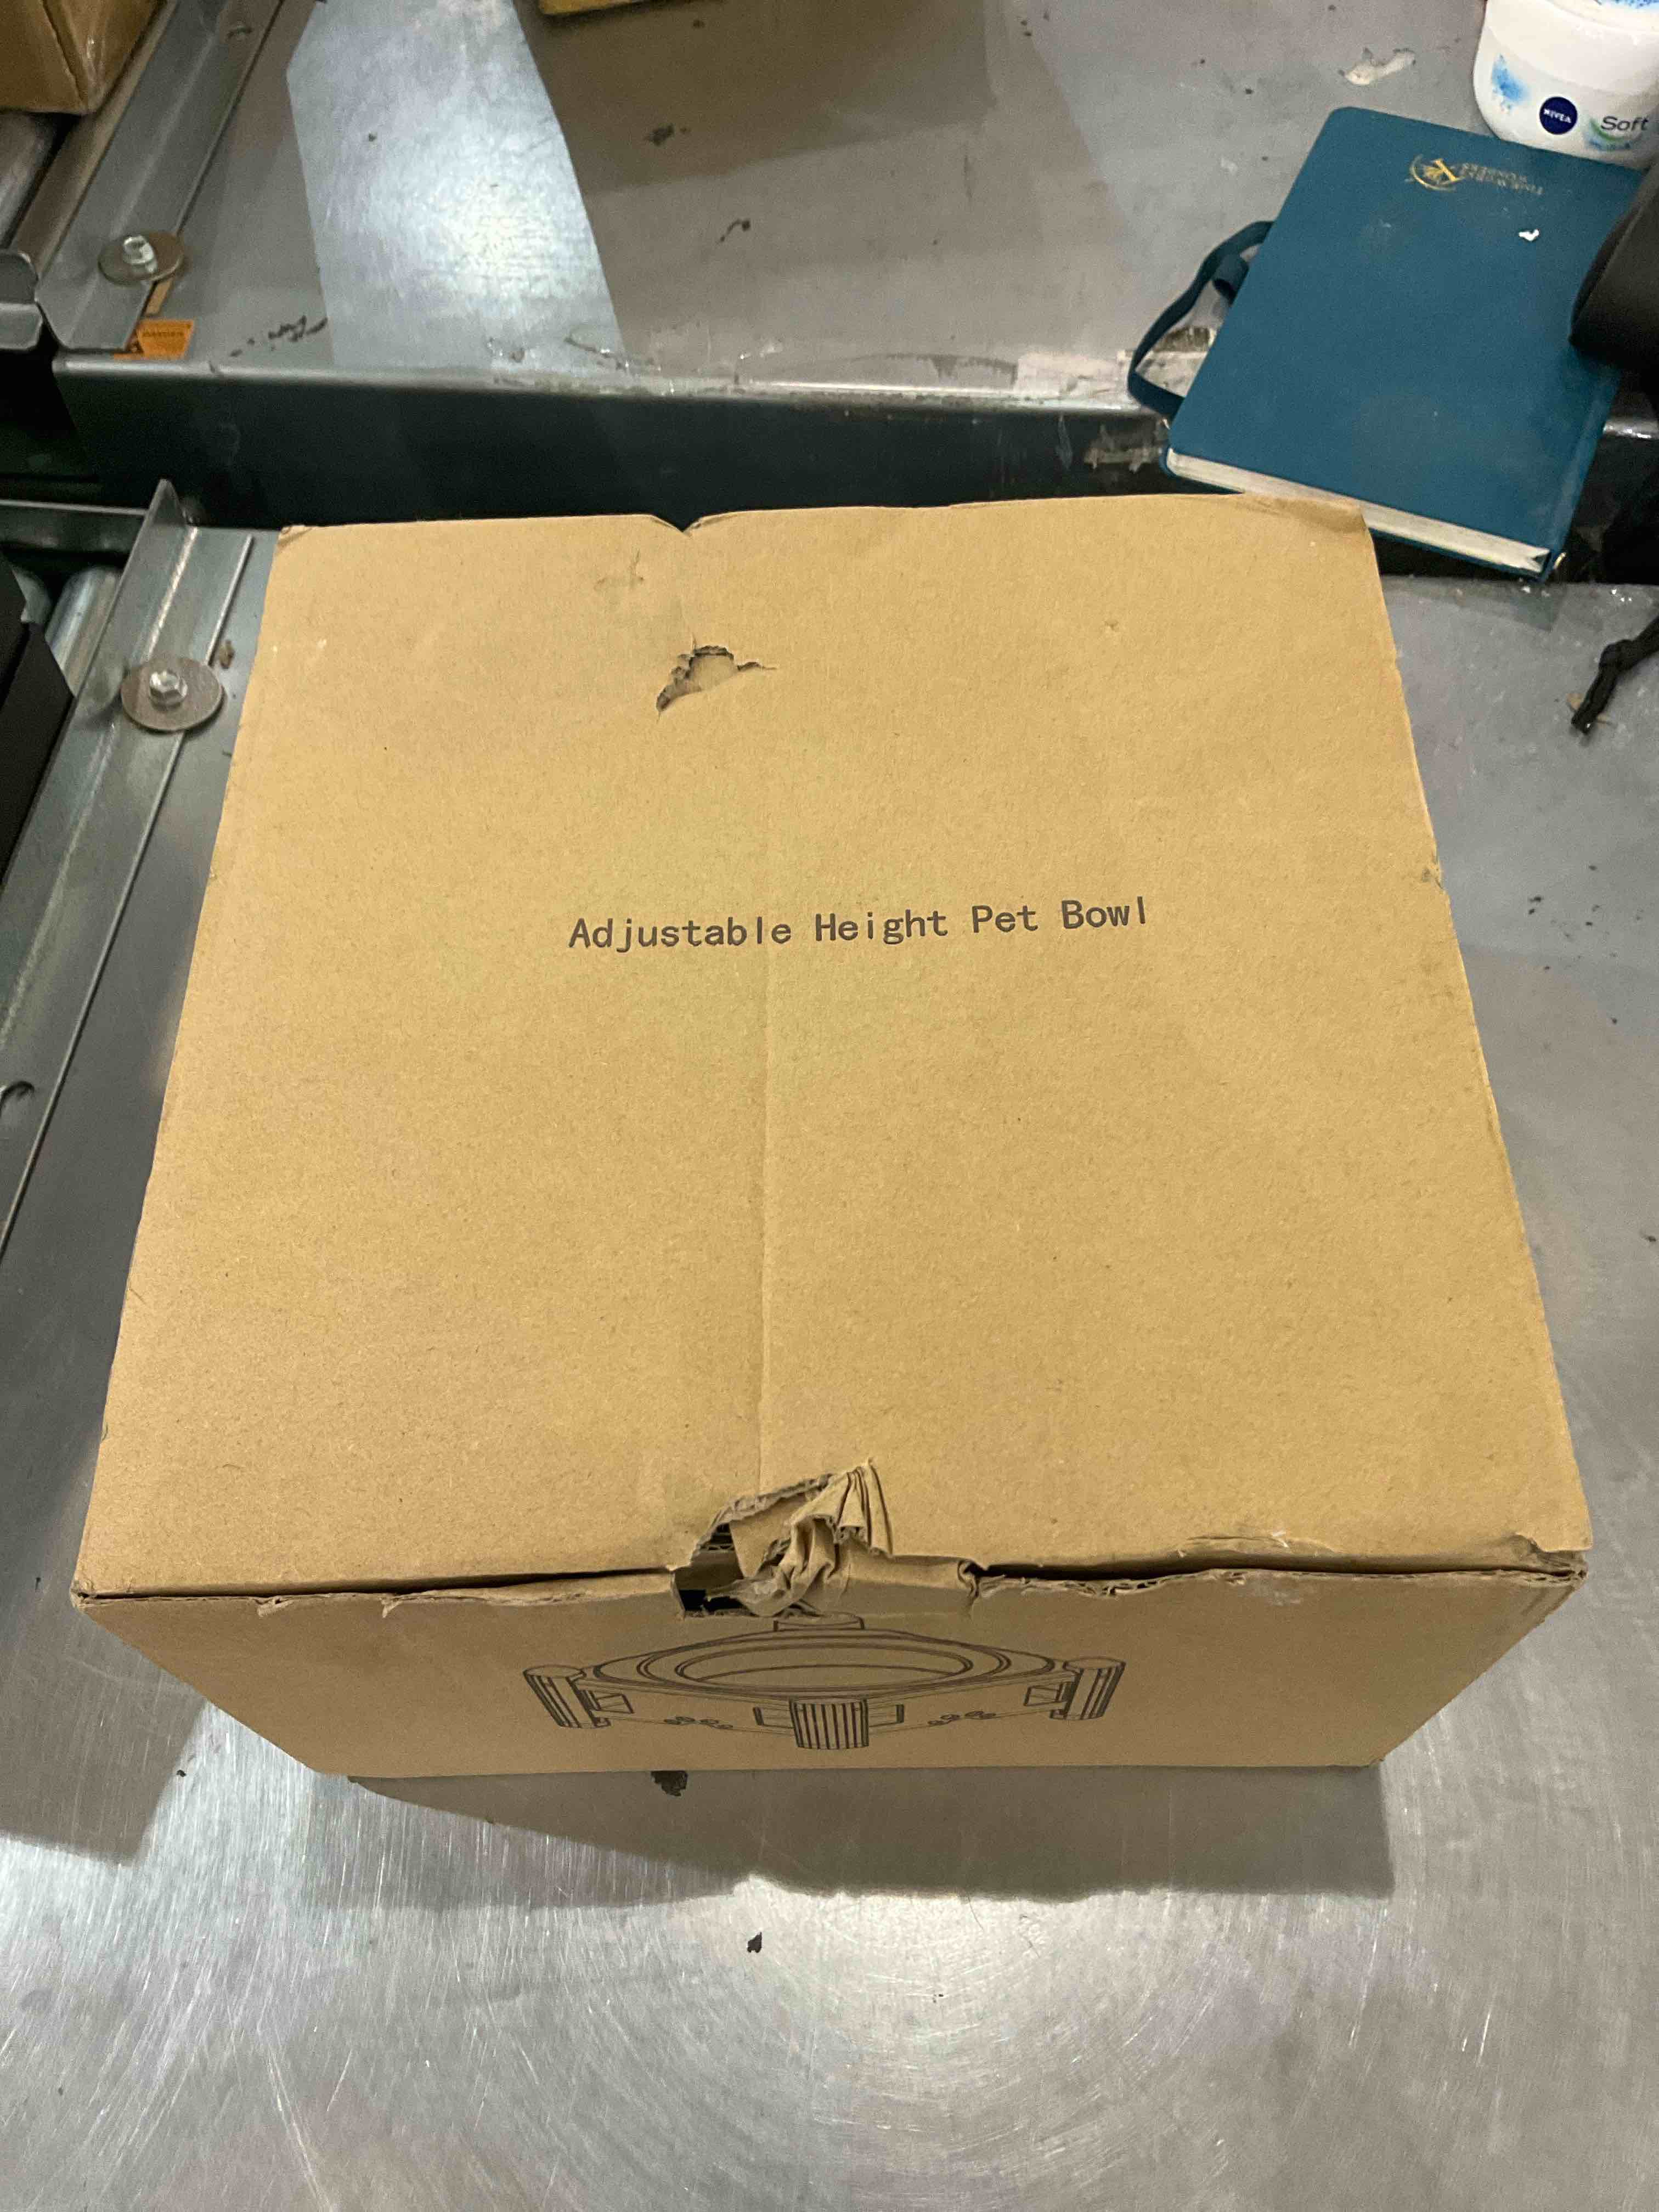 NIVEA
Soft
Adjustable Height Pet Bowl